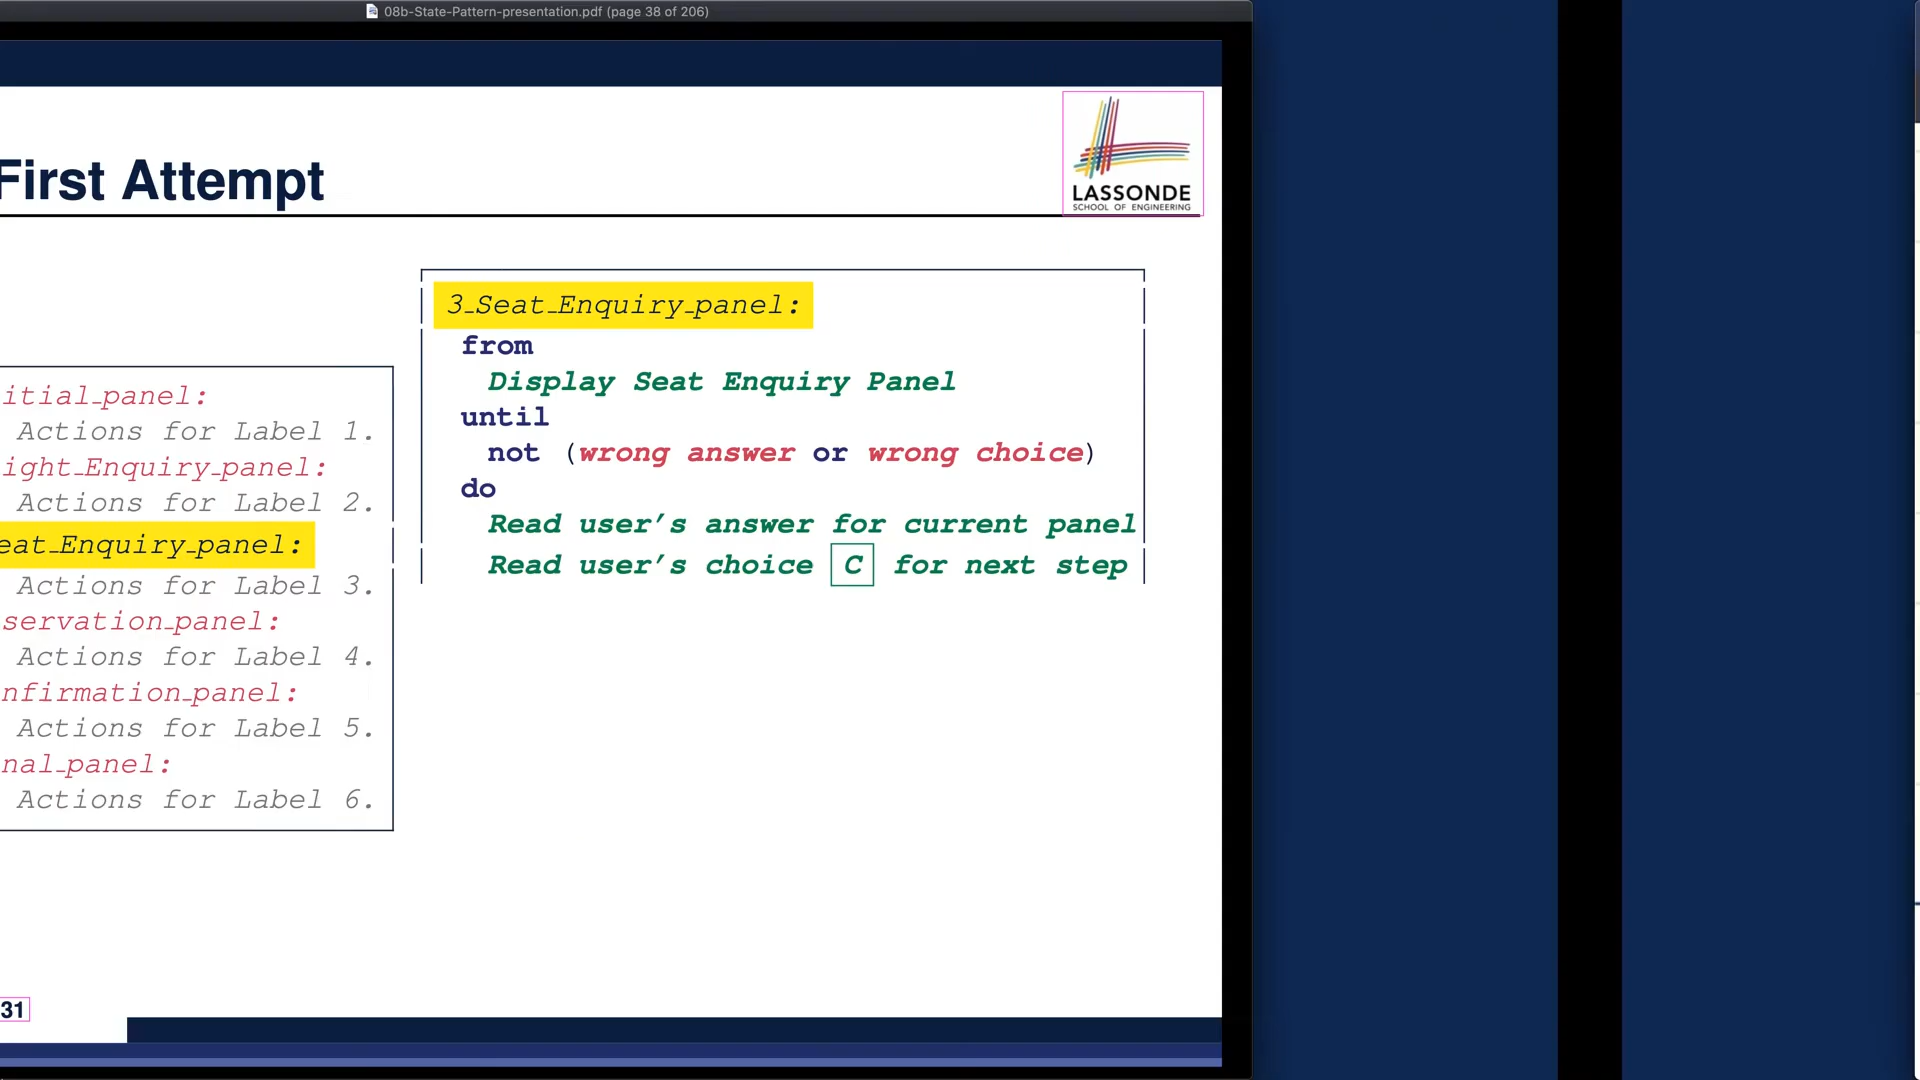 08b-State-Pattern-presentation.pdf (page 38 of 206)
First Attempt
LASSONDE
SCHOOL OF ENGINEERING
itial_panel:
Actions for Label 1.
ight_Enquiry_panel:
Actions for Label 2.
eat_Enquiry_panel:
Actions for Label 3.
servation_panel:
Actions for Label 4.
nfirmation_panel:
Actions for Label 5.
nal_panel:
Actions for Label 6.
3_Seat_Enquiry_panel:
from
Display Seat Enquiry Panel
until
not (wrong answer or wrong choice)
do
Read user’s answer for current panel
Read user’s choice C for next step
31